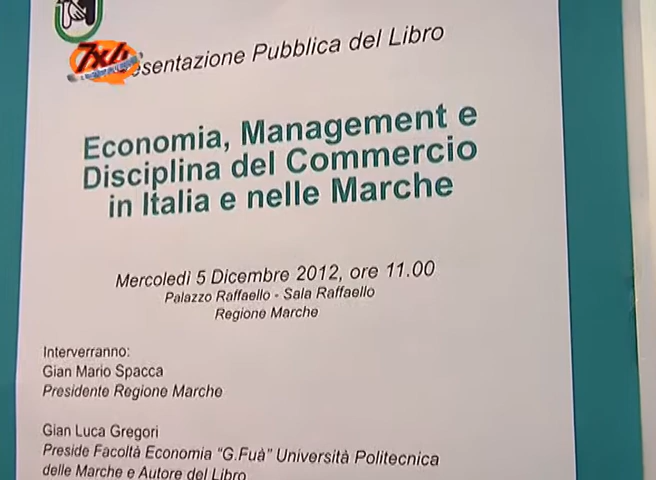 7xh
esentazione Pubblica del Libro
Economia, Management e
Disciplina del Commercio
in Italia e nelle Marche
Mercoledì 5 Dicembre 2012, ore 11.00
Palazzo Raffaello - Sala Raffaello
Regione Marche
Interverranno:
Gian Mario Spacca
Presidente Regione Marche
Gian Luca Gregori
Preside Facoltà Economia "G.Fuà" Università Politecnica
delle Marche e Autore del Libro